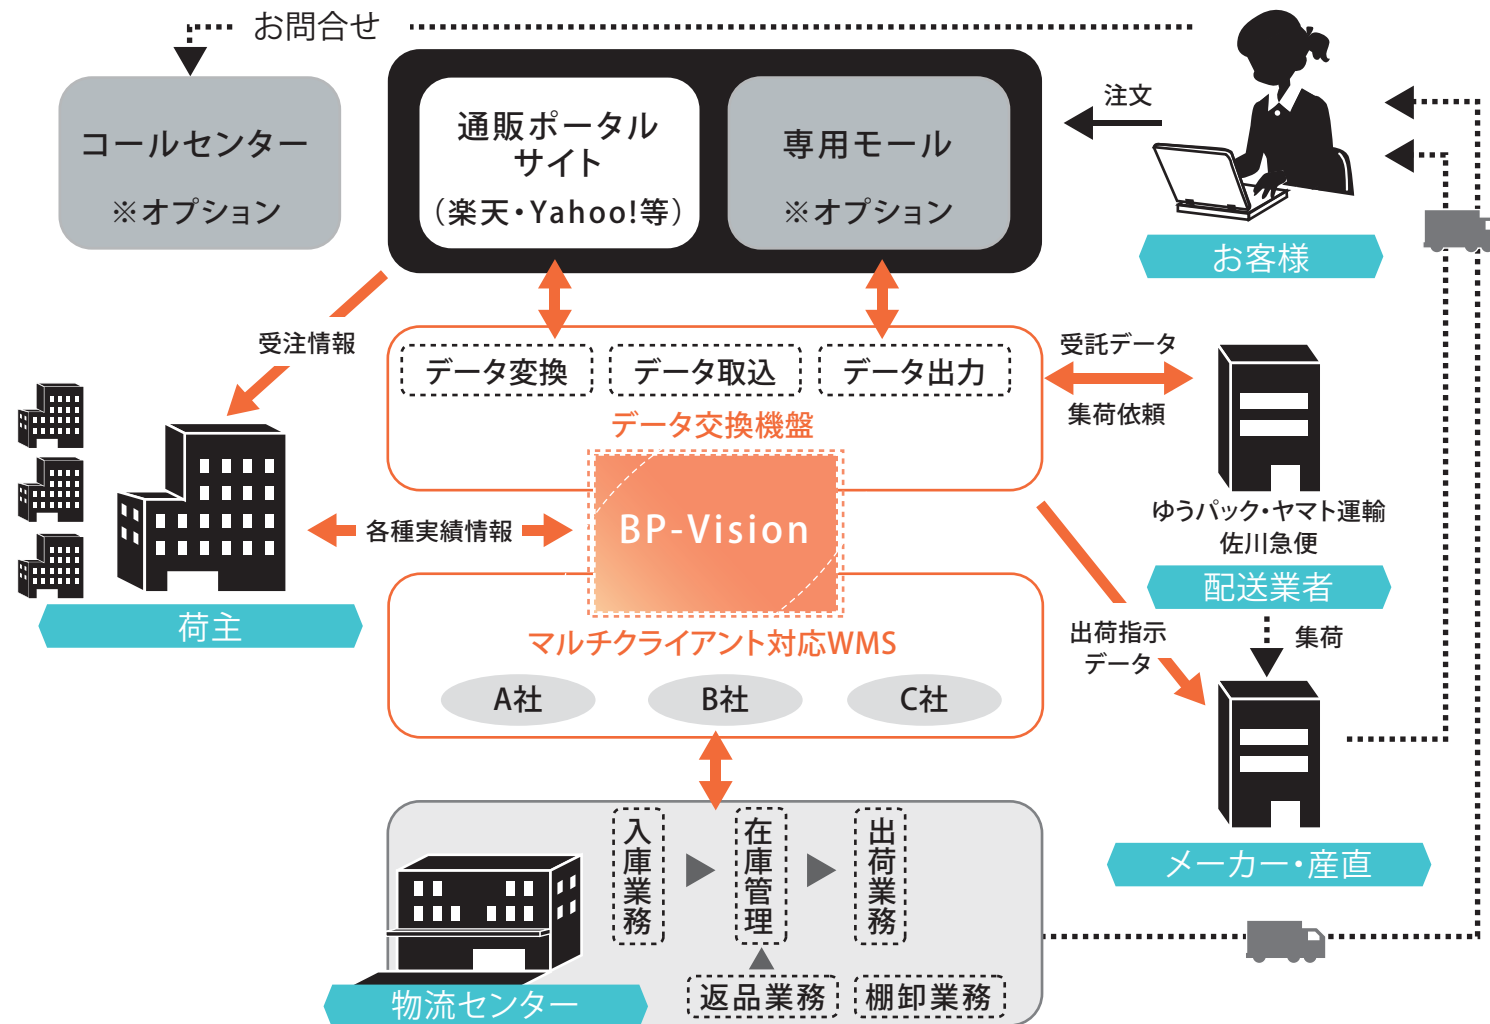 お問合せ
コールセンター
※オプション
通販ポータル
サイト
（楽天・Yahoo!等）
専用モール
※オプション
注文
お客様
受注情報
データ変換
データ取込
データ出力
データ交換機盤
受託データ
集荷依頼
BP-Vision
各種実績情報
ゆうパック・ヤマト運輸
佐川急便
配送業者
荷主
マルチクライアント対応WMS
A社
B社
C社
出荷指示
データ
集荷
メーカー・産直
入庫業務
在庫管理
出荷業務
返品業務
棚卸業務
物流センター